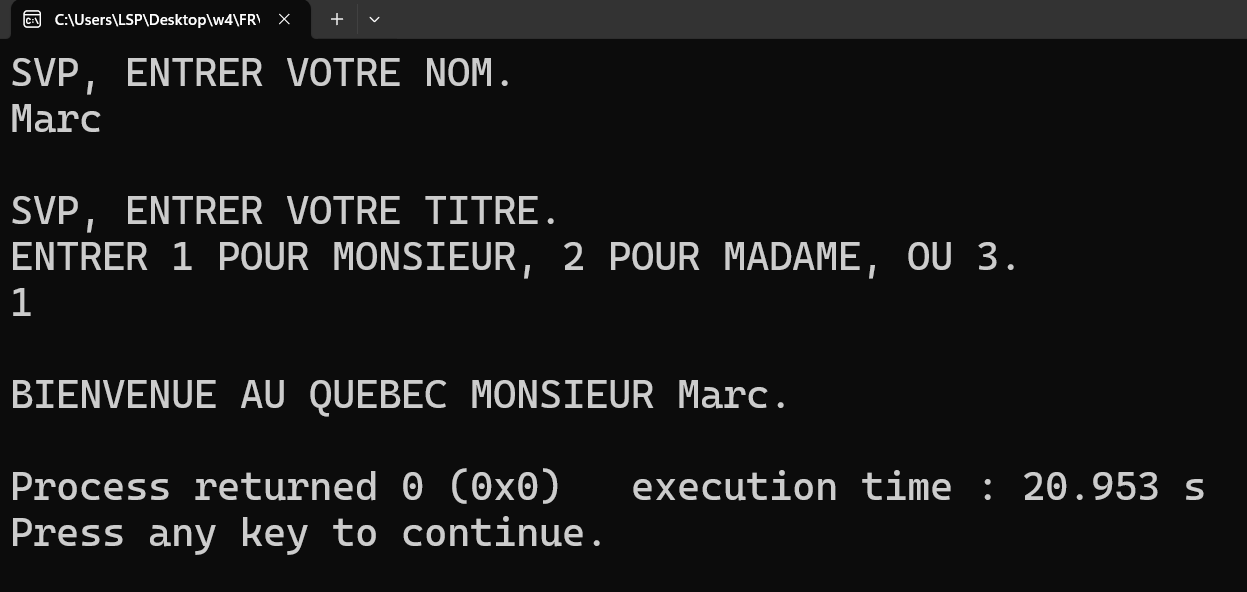 C:\Users\LSP\Desktop\w4\FR\
SVP, ENTRER VOTRE NOM.
Marc
SVP, ENTRER VOTRE TITRE.
ENTRER 1 POUR MONSIEUR, 2 POUR MADAME, OU 3.
1
BIENVENUE AU QUEBEC MONSIEUR Marc.
Process returned 0 (0x0)   execution time : 20.953 s
Press any key to continue.